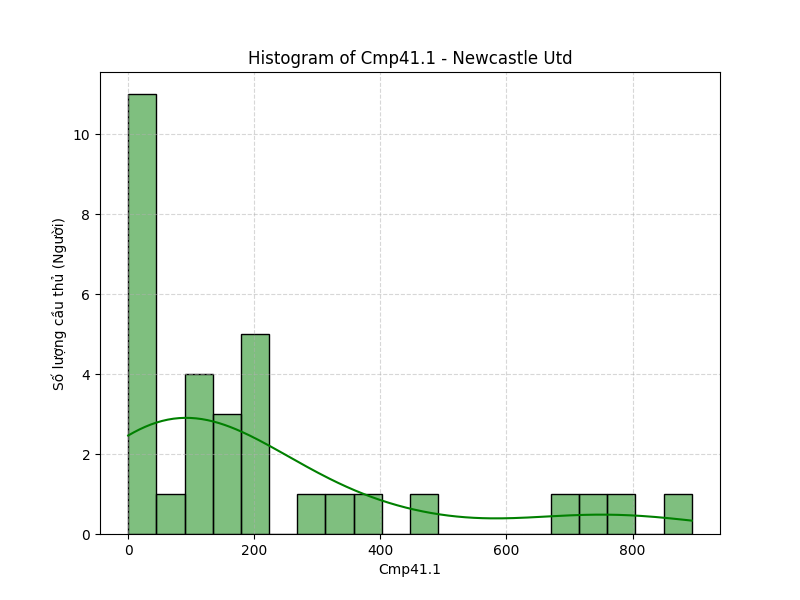 Histogram of Cmp41.1 - Newcastle Utd
Số lượng cầu thủ (Người)
10
8
6
4
2
0
0 200 400 600 800
Cmp41.1